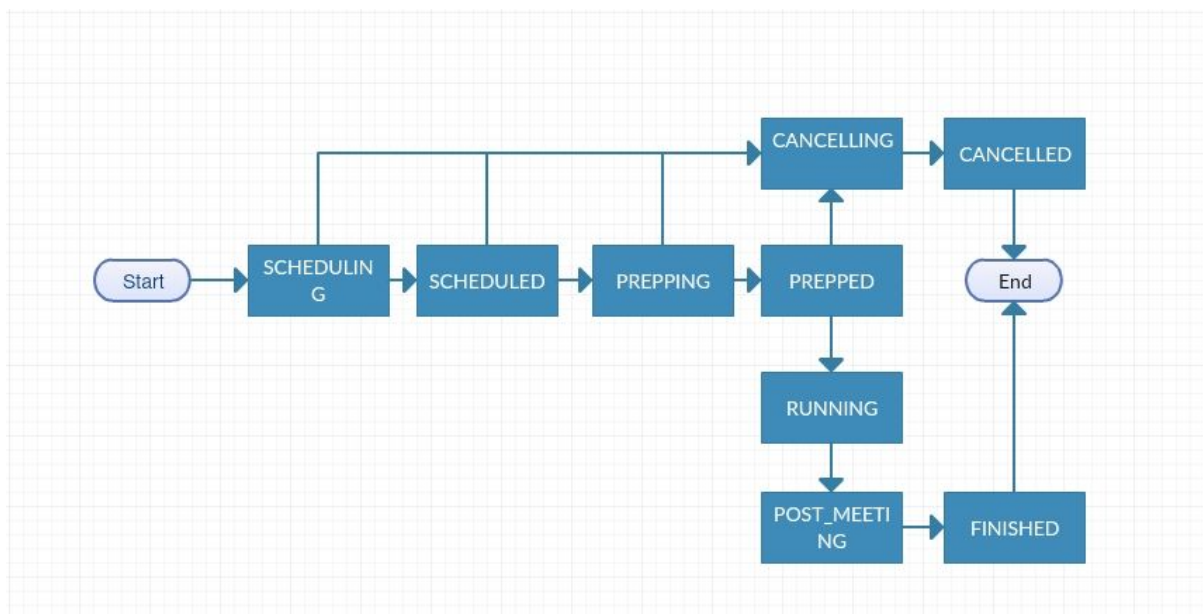 CANCELLING
CANCELLED
Start
SCHEDULIN
G
SCHEDULED
PREPPING
PREPPED
End
RUNNING
POST_MEETI
NG
FINISHED